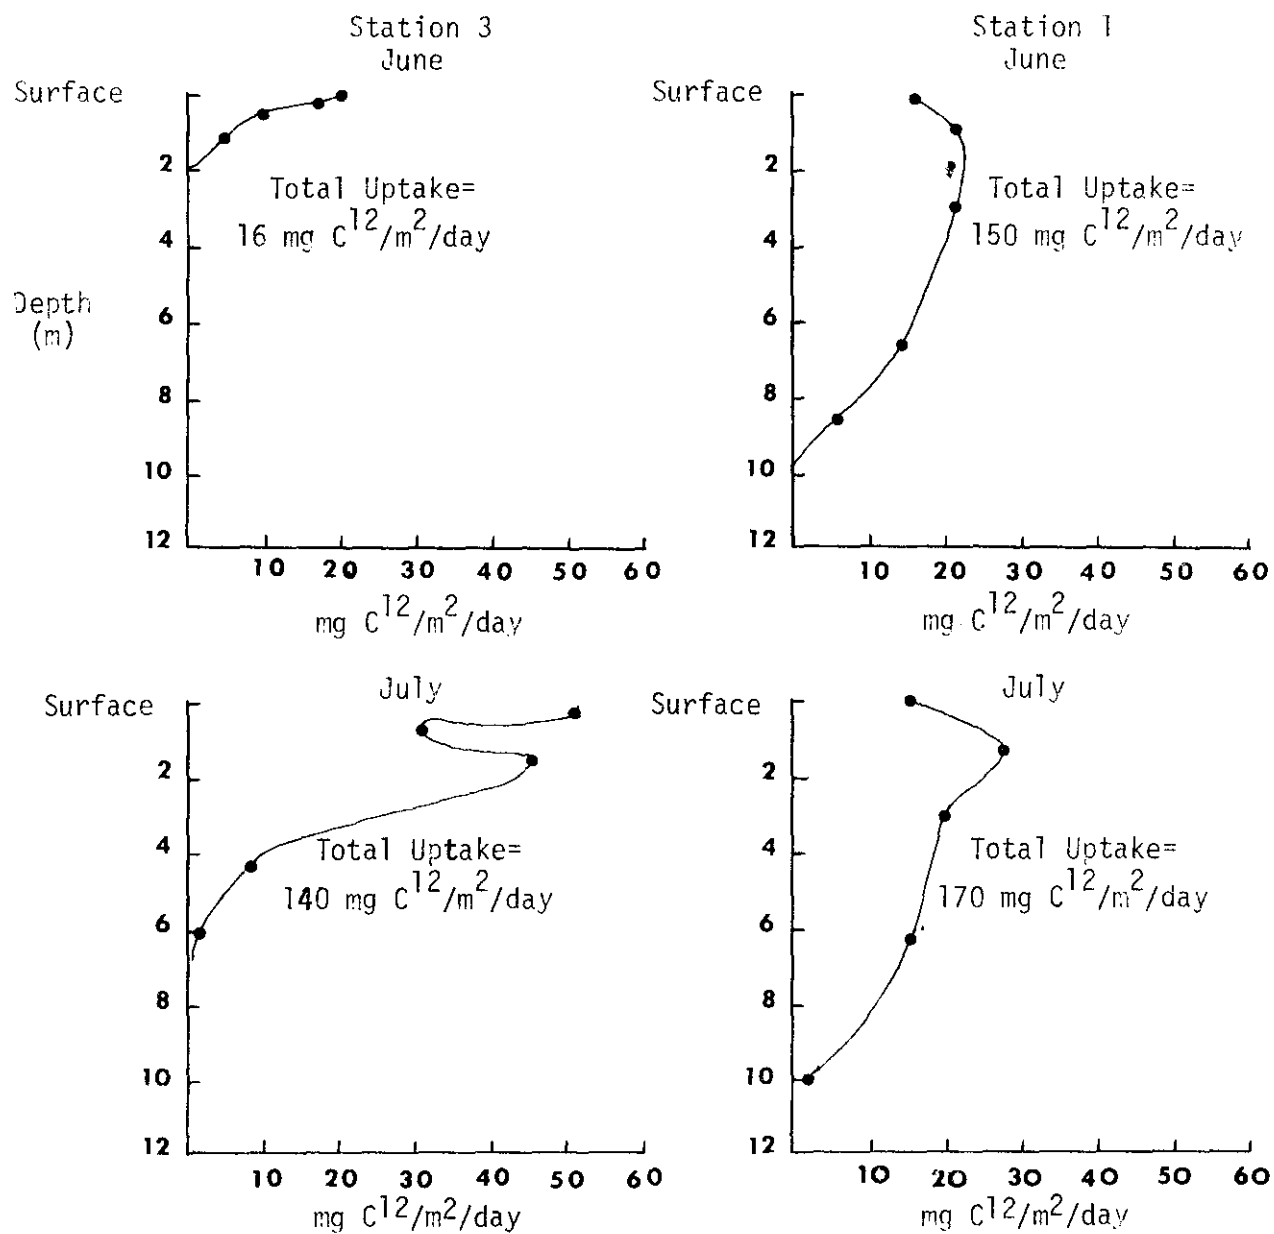 Station 3
June
Surface
2
4
6
8
10
12
Depth
(m)
Total Uptake=
16 mg C12/m2/day
10 20 30 40 50 60
mg C12/m2/day
Station 1
June
Surface
2
4
6
8
10
12
Total Uptake=
150 mg C12/m2/day
10 20 30 40 50 60
mg C12/m2/day
July
Surface
2
4
6
8
10
12
Total Uptake=
140 mg C12/m2/day
10 20 30 40 50 60
mg C12/m2/day
July
Surface
2
4
6
8
10
12
Total Uptake=
170 mg C12/m2/day
10 20 30 40 50 60
mg C12/m2/day